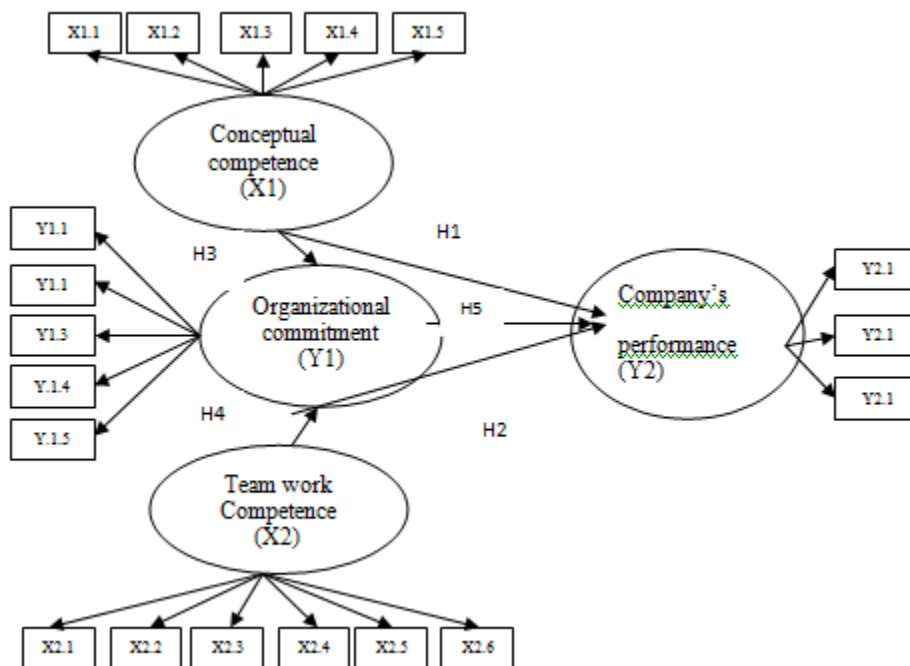 X1.1
X1.2
X1.3
X1.4
X1.5
Conceptual
competence
(X1)
Y1.1
Y1.1
Y1.3
Y.1.4
Y.1.5
H3
H1
Organizational
commitment
(Y1)
H5
Company's
performance
(Y2)
Y2.1
Y2.1
Y2.1
H4
H2
Team work
Competence
(X2)
X2.1
X2.2
X2.3
X2.4
X2.5
X2.6